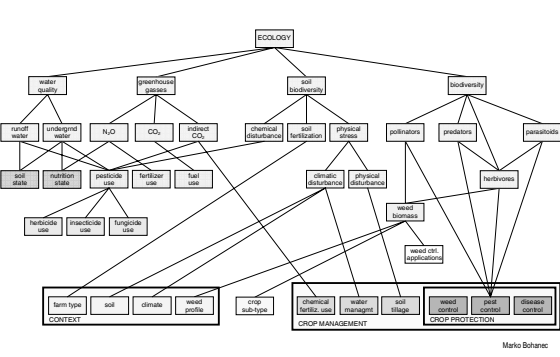 ECOLOGY
water
quality
greenhouse
gasses
soil
biodiversity
biodiversity
runoff
water
undergrnd
water
N₂O
CO₂
indirect
CO₂
chemical
disturbance
soil
fertilization
physical
stress
pollinators
predators
parasitoids
soil
state
nutrition
state
pesticide
use
fertilizer
use
fuel
use
climatic
disturbance
physical
disturbance
herbivores
herbicide
use
insecticide
use
fungicide
use
weed
biomass
weed ctrl.
applications
farm type
soil
climate
weed
profile
CONTEXT
crop
sub-type
chemical
fertiliz. use
water
managmt
soil
tillage
CROP MANAGEMENT
weed
control
pest
control
disease
control
CROP PROTECTION
Marko Bohanec